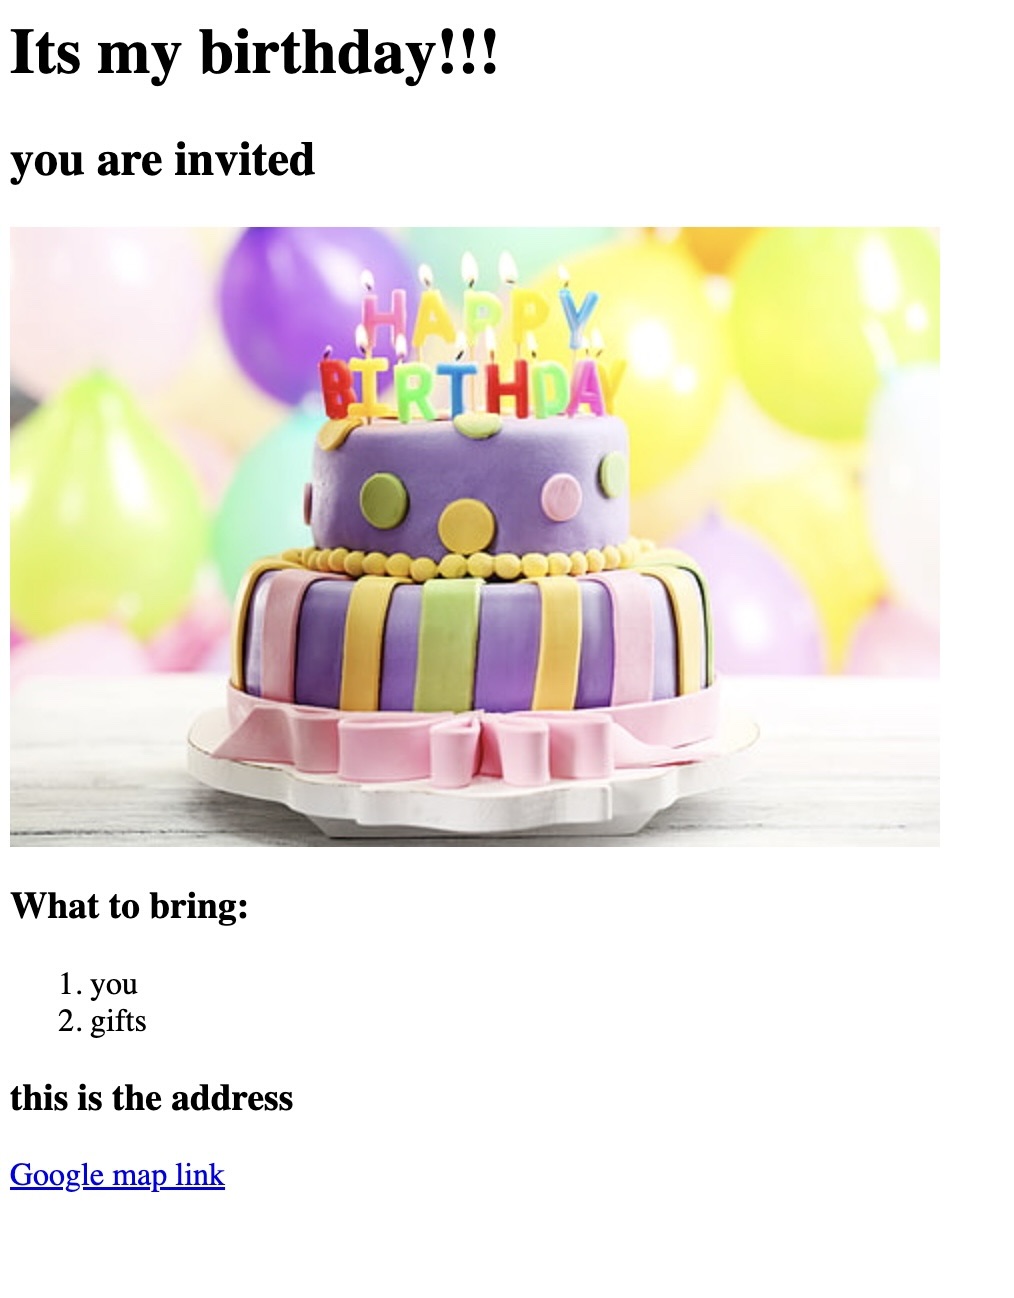 Its my birthday!!!
you are invited
HAPPY
BIRTHDAY
What to bring:
1. you
2. gifts
this is the address
Google map link